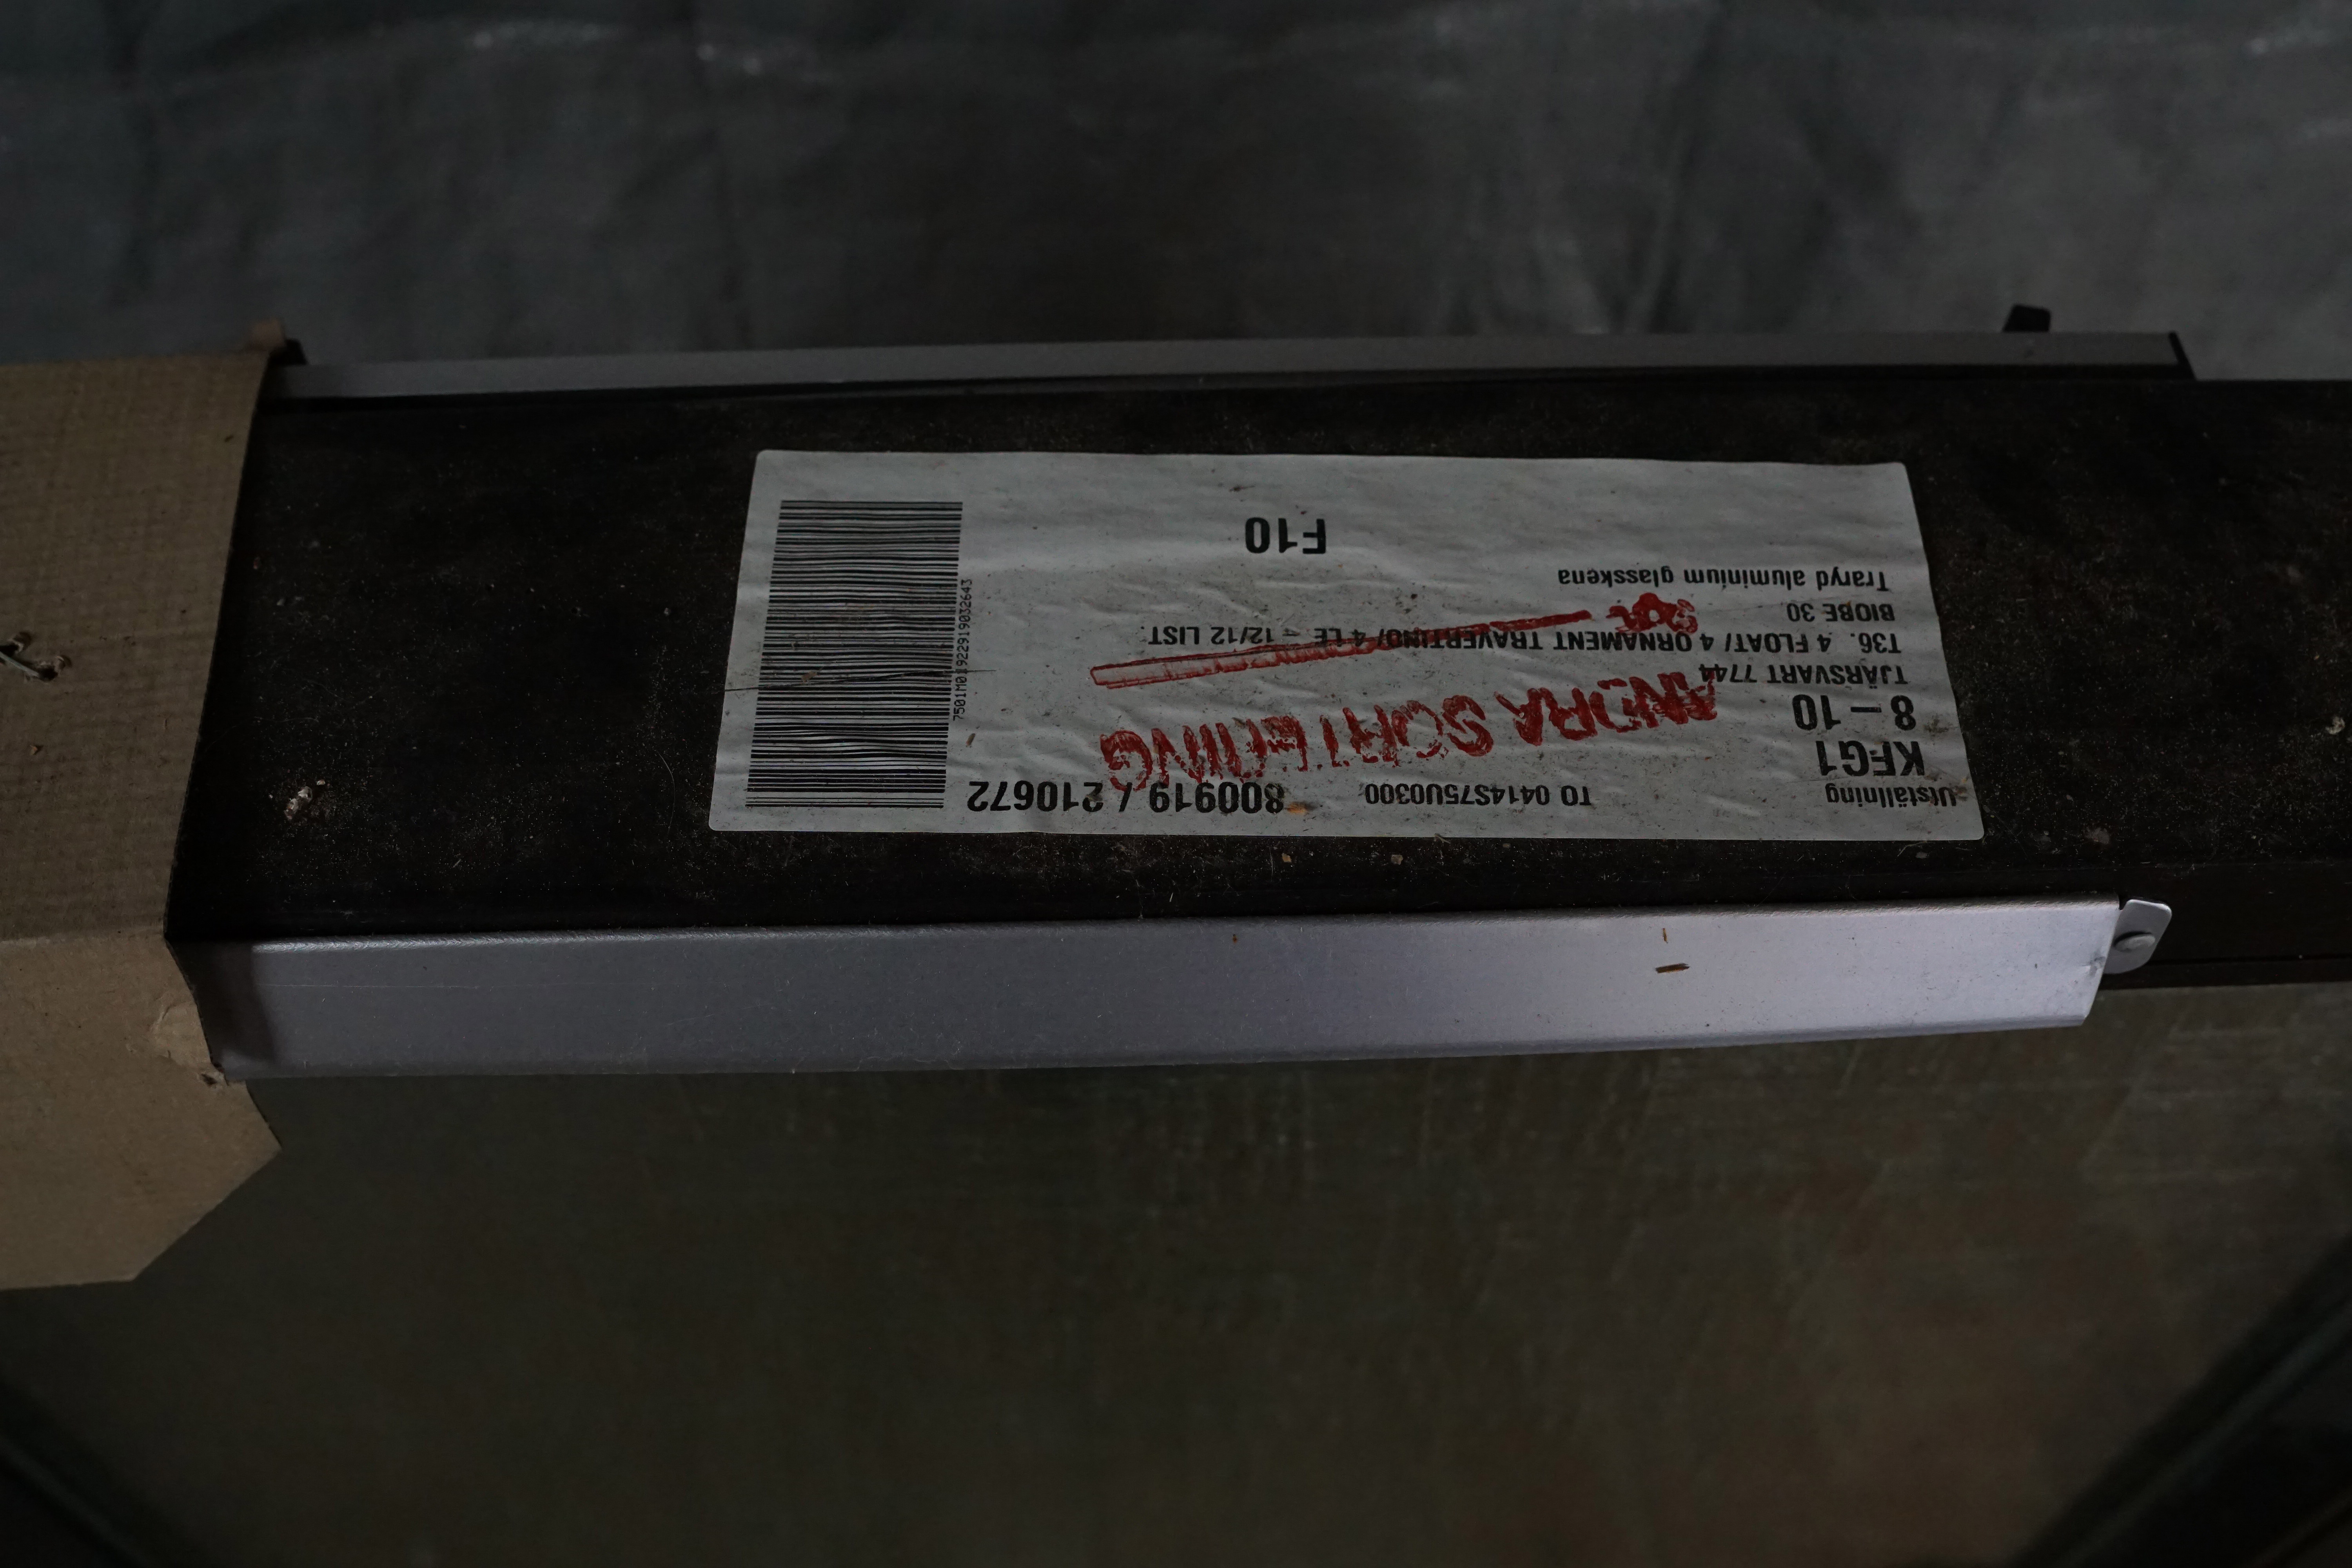 Utställning TO 0414S75U0300 800919 / 210672
KFG1
8 – 10
ANDRA SORTERING
TJÄRSVART 7744
T36. 4 FLOAT/ 4 ORNAMENT TRAVERTINO/ 4 LE - 12/12 LIST.
BIOBE 30
Traryd aluminium glasskena
F10